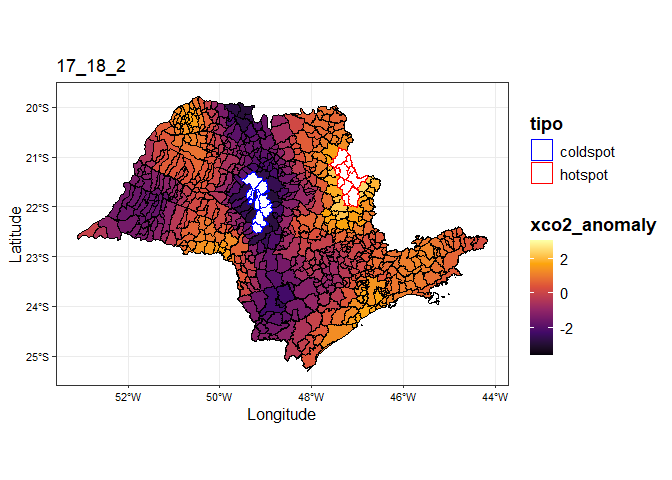 17_18_2
20°S
21°S
22°S
23°S
24°S
25°S
Latitude
52°W
50°W
48°W
46°W
44°W
Longitude
tipo
coldspot
hotspot
xco2_anomaly
2
0
-2